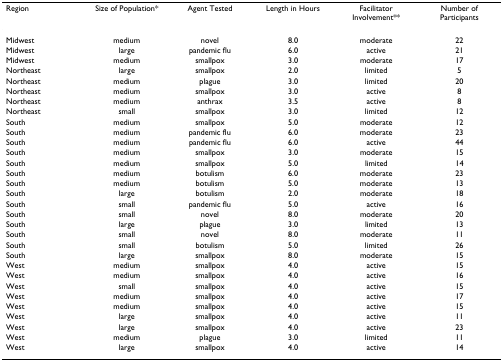 Region Size of Population* Agent Tested Length in Hours Facilitator Involvement** Number of Participants
Midwest medium novel 8.0 moderate 22
Midwest large pandemic flu 6.0 active 21
Midwest medium smallpox 3.0 moderate 17
Northeast large smallpox 2.0 limited 5
Northeast medium plague 3.0 limited 20
Northeast medium smallpox 3.0 active 8
Northeast medium anthrax 3.5 active 8
Northeast small smallpox 3.0 limited 12
South medium smallpox 5.0 moderate 12
South medium pandemic flu 6.0 moderate 23
South medium pandemic flu 6.0 active 44
South medium smallpox 3.0 moderate 15
South medium smallpox 5.0 limited 14
South medium botulism 6.0 moderate 23
South medium botulism 5.0 moderate 13
South large botulism 2.0 moderate 18
South small pandemic flu 5.0 active 16
South small novel 8.0 moderate 20
South large plague 3.0 limited 13
South small novel 8.0 moderate 11
South small botulism 5.0 limited 26
South large smallpox 8.0 moderate 15
West medium smallpox 4.0 active 15
West medium smallpox 4.0 active 16
West small smallpox 4.0 active 15
West medium smallpox 4.0 active 17
West medium smallpox 4.0 active 15
West large smallpox 4.0 active 11
West large smallpox 4.0 active 23
West medium plague 3.0 limited 11
West large smallpox 4.0 active 14